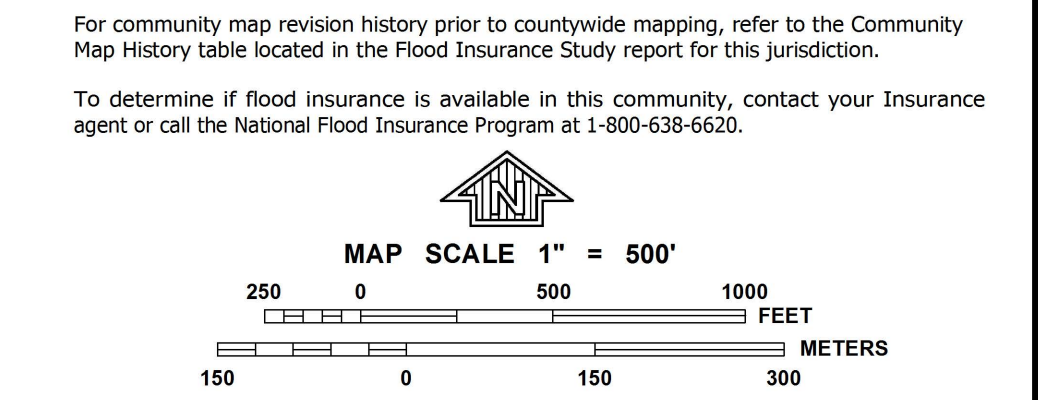 For community map revision history prior to countywide mapping, refer to the Community
Map History table located in the Flood Insurance Study report for this jurisdiction.
To determine if flood insurance is available in this community, contact your Insurance
agent or call the National Flood Insurance Program at 1-800-638-6620.
N
MAP SCALE 1" = 500'
250 0 500 1000
FEET
METERS
150 0 150 300